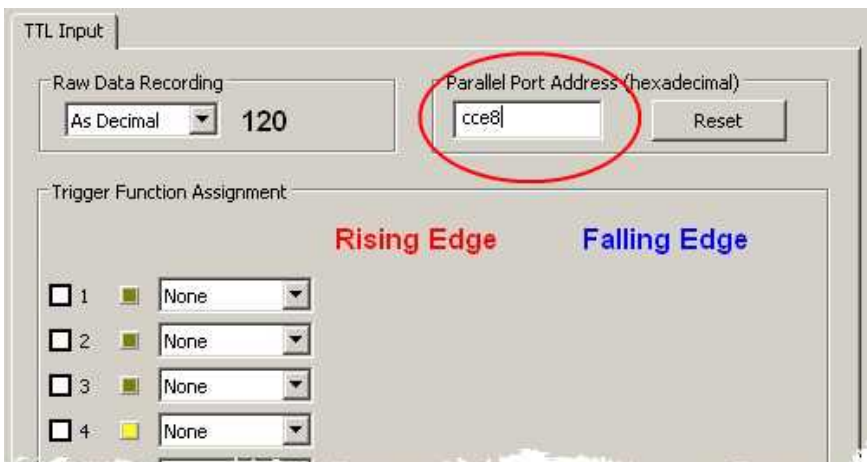 TTL Input
Raw Data Recording
As Decimal 120
Parallel Port Address (hexadecimal)
cce8 Reset
Trigger Function Assignment
Rising Edge Falling Edge
1 None
2 None
3 None
4 None